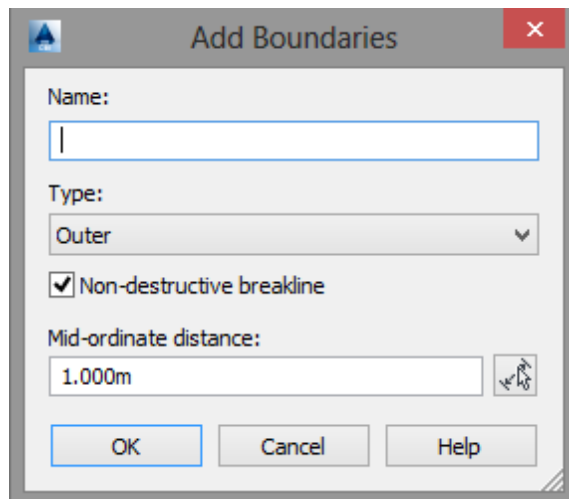 Add Boundaries
Name:
Type:
Outer
Non-destructive breakline
Mid-ordinate distance:
1.000m
OK Cancel Help